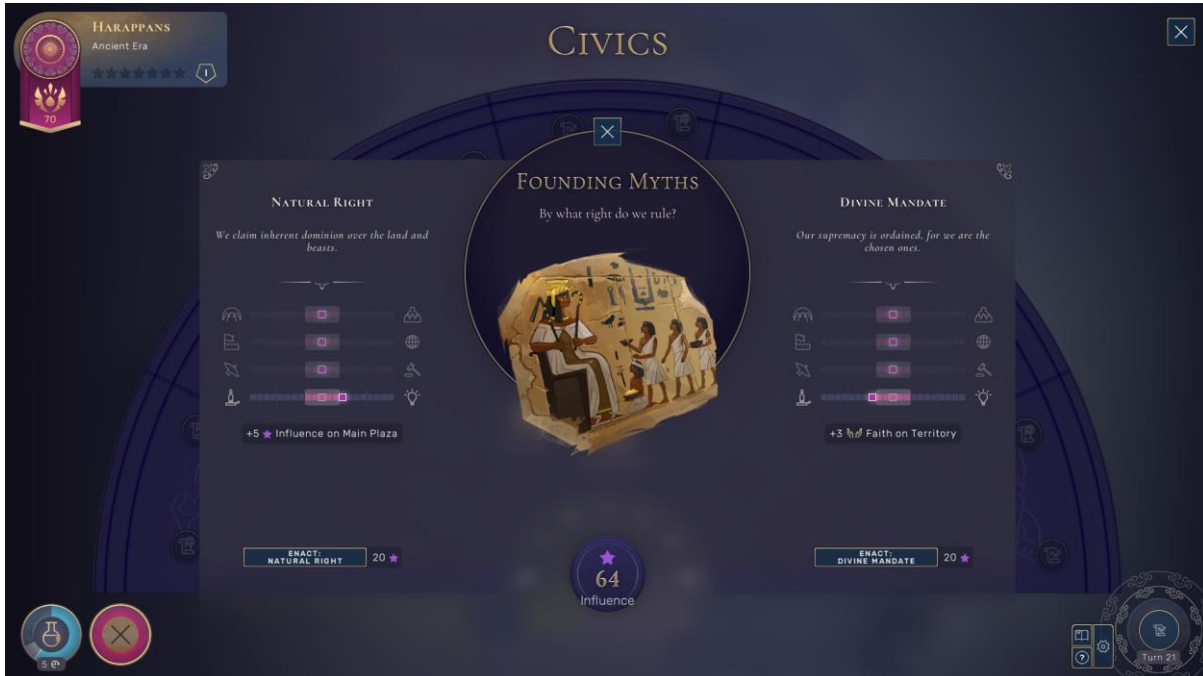 HARAPPANS
Ancient Era
I
70
CIVICS
FOUNDING MYTHS
By what right do we rule?
NATURAL RIGHT
We claim inherent dominion over the land and
beasts.
+5 Influence on Main Plaza
ENACT:
NATURAL RIGHT
20
DIVINE MANDATE
Our supremacy is ordained, for we are the
chosen ones.
+3 Faith on Territory
ENACT:
DIVINE MANDATE
20
64
Influence
5
?
Turn 21